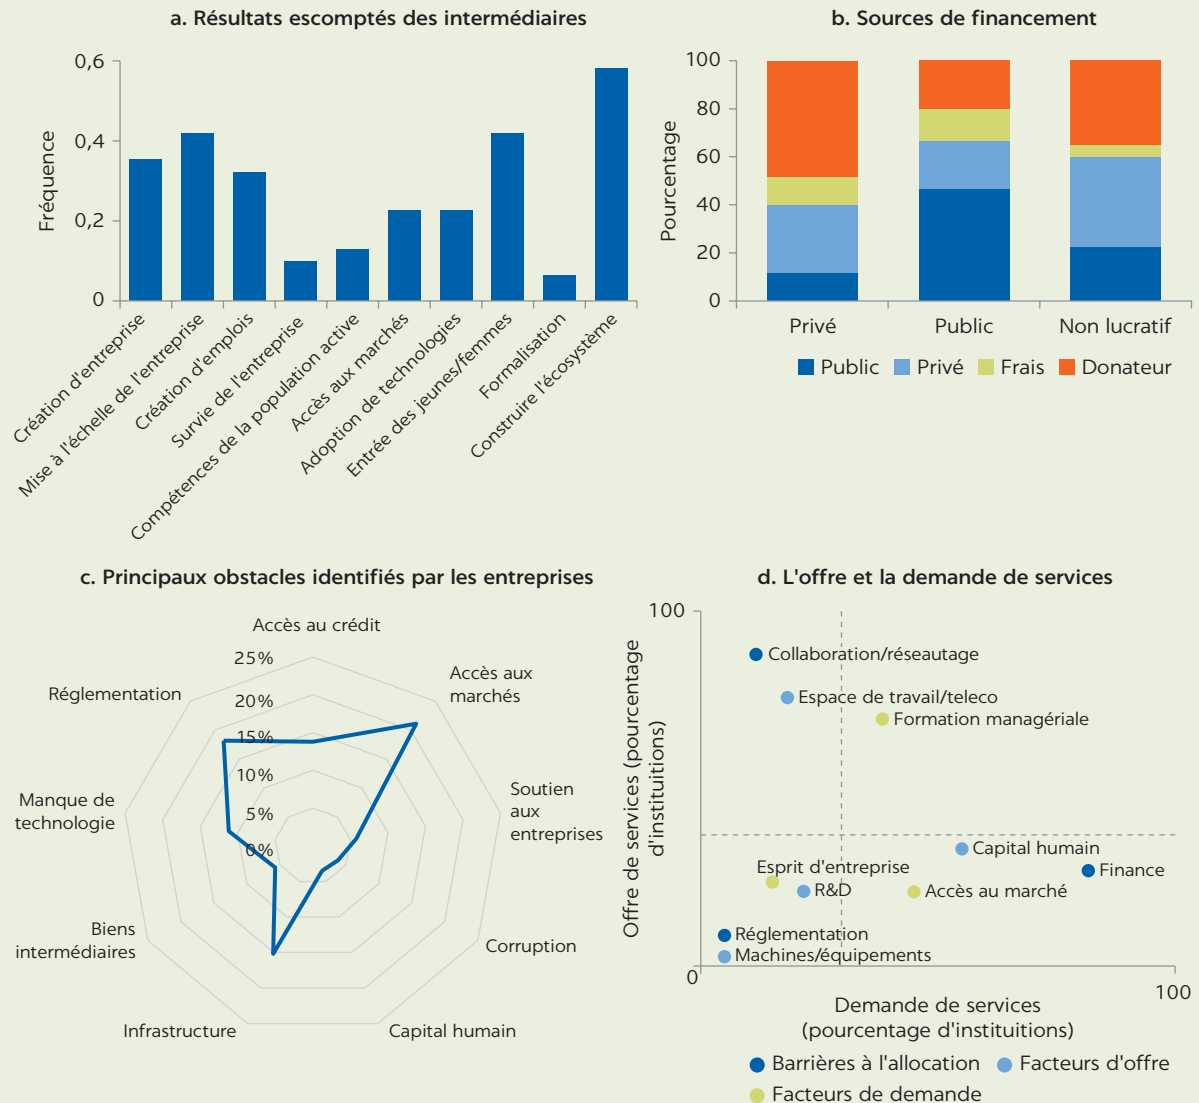 a. Résultats escomptés des intermédiaires
Fréquence
0,6
0,4
0,2
0
Création d'entreprise
Mise à l'échelle de l'entreprise
Création d'emplois
Survie de l'entreprise
Compétences de la population active
Accès aux marchés
Adoption de technologies
Entrée des jeunes/femmes
Formalisation
Construire l'écosystème
b. Sources de financement
Pourcentage
100
80
60
40
20
0
Privé
Public
Non lucratif
Public
Privé
Frais
Donateur
c. Principaux obstacles identifiés par les entreprises
Accès au crédit
25%
20%
15%
10%
5%
0%
Accès aux
marchés
Soutien
aux
entreprises
Corruption
Capital humain
Infrastructure
Biens
intermédiaires
Manque de
technologie
Réglementation
d. L'offre et la demande de services
Offre de services (pourcentage
d'instituitions)
100
Collaboration/réseautage
Espace de travail/teleco
Formation managériale
Capital humain
Esprit d'entreprise
Finance
R&D
Accès au marché
Réglementation
Machines/équipements
0
100
Demande de services
(pourcentage d'instituitions)
Barrières à l'allocation
Facteurs d'offre
Facteurs de demande